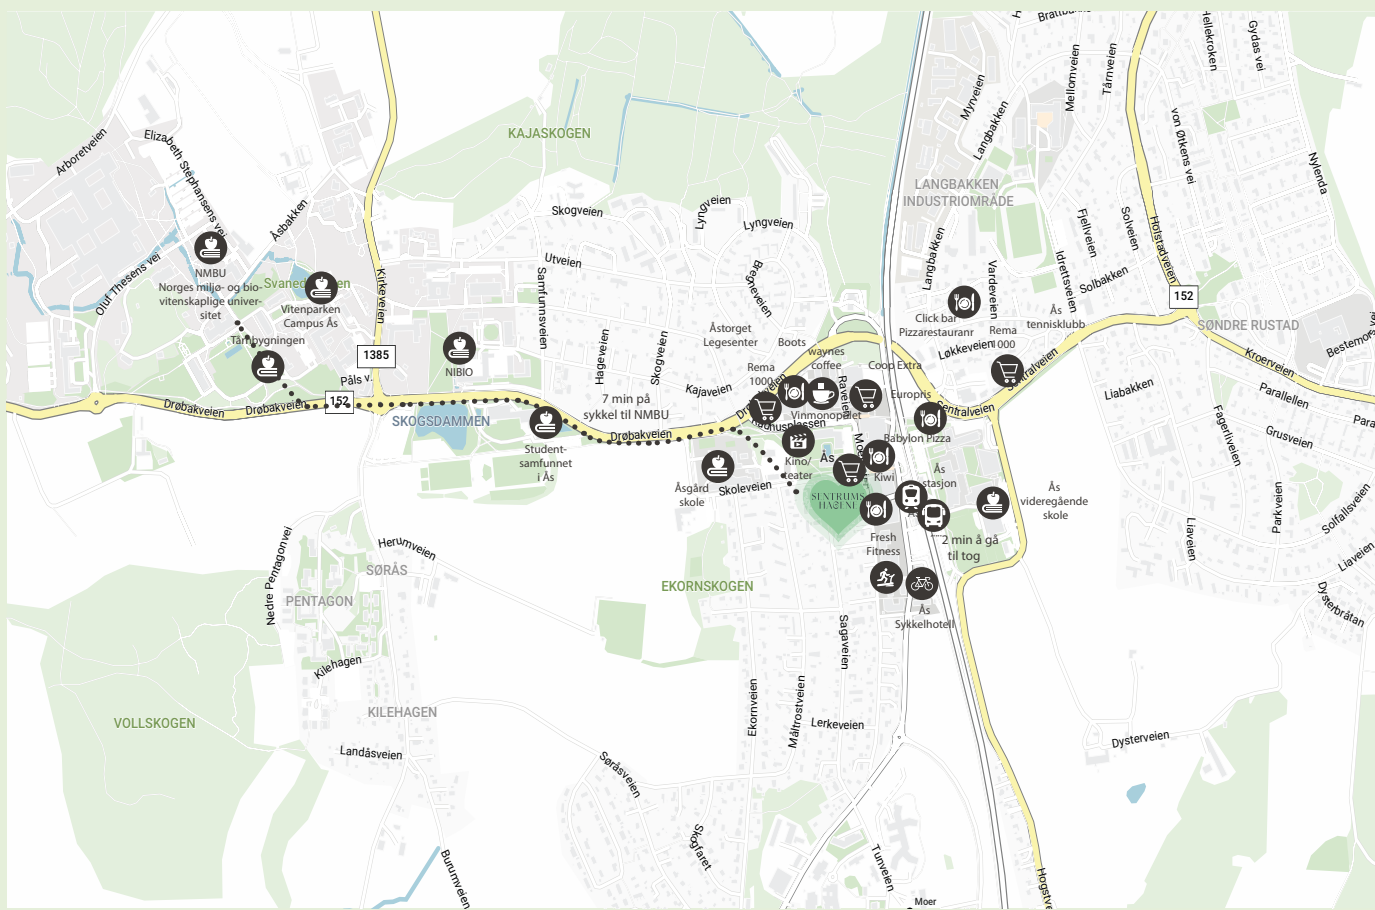 Brattbakken
Hellekroken
Gydas vei
Mellomveien
Tårnveien
Myrveien
Langbakken
von Øtkens vei
Nylenda
KAJASKOGEN
Arboretveien
Elizabeth Stephansens vei
Åsbakken
LANGBAKKEN
INDUSTRIOMRÅDE
Skogveien
Lyngveien
Lyngveien
Fjellveien
Solveien
Holstadveien
Utveien
Samfunnsveien
Bregneveien
Langbakken
Vardeveien
Idrettsveien
Solbakken
Oluf Thesens vei
NMBU
Norges miljø- og bio-
vitenskaplige univer-
sitet
Vitenparken
Campus Ås
Tårnbygningen
Kirkeveien
1385
NIBIO
Påls v.
152
Drøbakveien
Drøbakveien
SKOGSDAMMEN
Hageveien
Skogveien
Åstorget
Legesenter
Boots
waynes
coffee
Coop Extra
Rema
1000
Kajaveien
7 min på
sykkel til NMBU
Drøbakveien
Click bar
Pizzarestauranr
Rema
1000
Løkkeveien
Ås
tennisklubb
152
SØNDRE RUSTAD
Kroerveien
Sentralveien
Europris
Sentralveien
Vinmonopolet
Babylon Pizza
Liabakken
Parallellen
Grusveien
Fagerliveien
Student-
samfunnet
i Ås
Åsgård
skole
Skoleveien
Kino/
teater
Ås
Kiwi
Ås
stasjon
SENTRUMS
HAGENE
Ås
videregående
skole
Parkveien
Solfallsveien
Liaveien
Liaveien
Dysterbråtan
2 min å gå
til tog
Fresh
Fitness
Ås
Sykkelhotell
Nedre Pentagonvei
Herumveien
SØRÅS
PENTAGON
EKORNSKOGEN
Kilehagen
KILEHAGEN
VOLLSKOGEN
Landåsveien
Sagaveien
Ekornveien
Måltrostveien
Lerkeveien
Dysterveien
Søråsveien
Skogfaret
Burumveien
Tunveien
Moer